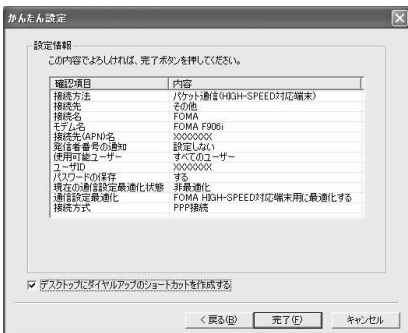 かんたん設定
設定情報
この内容でよろしければ、完了ボタンを押してください。
確認項目 内容
接続方法 パケット通信(HIGH-SPEED対応端末)
接続先 その他
接続名 FOMA
モデム名 FOMA F906i
接続先(APN)名 XXXXXXX
発信者番号の通知 設定しない
使用可能ユーザー すべてのユーザー
ユーザID XXXXXXX
パスワードの保存 する
現在の通信設定最適化状態 非最適化
通信設定最適化 FOMA HIGH-SPEED対応端末用に最適化する
接続方式 PPP接続
デスクトップにダイヤルアップのショートカットを作成する
< 戻る(B) 完了(F) キャンセル